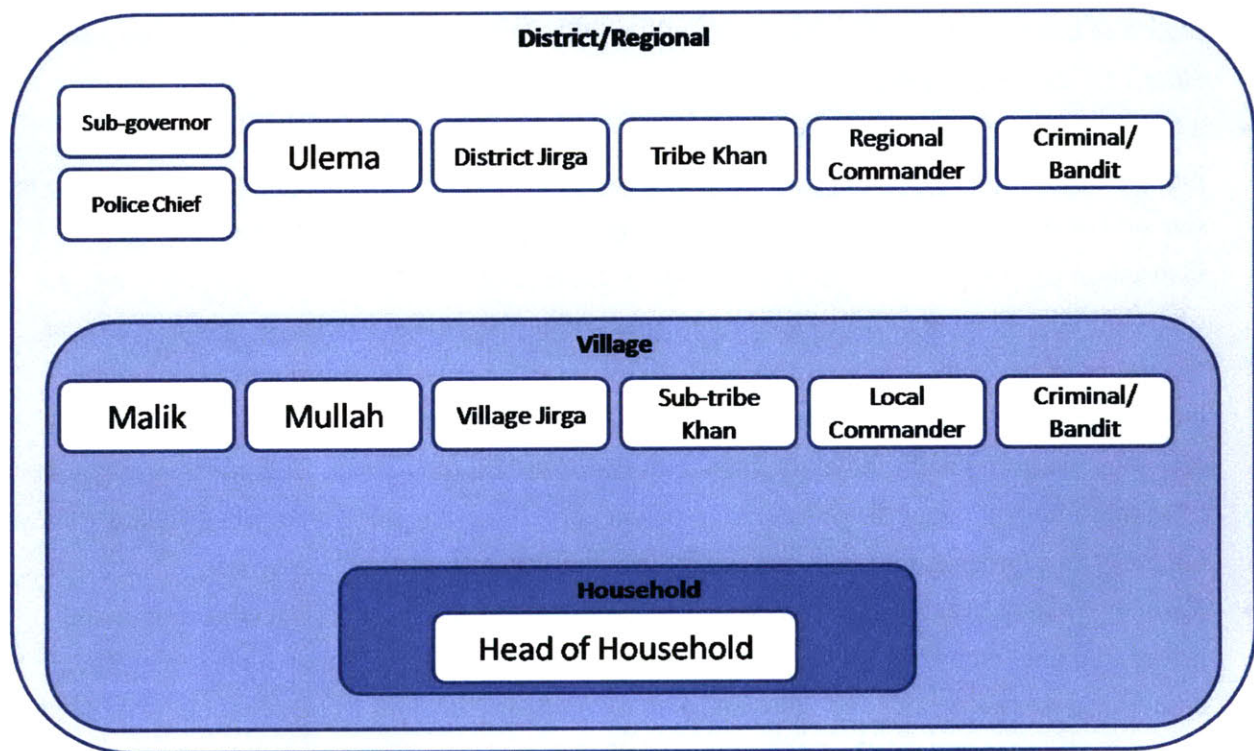 District/Regional
Sub-governor
Police Chief
Ulema
District Jirga
Tribe Khan
Regional
Commander
Criminal/
Bandit
Village
Malik
Mullah
Village Jirga
Sub-tribe
Khan
Local
Commander
Criminal/
Bandit
Household
Head of Household